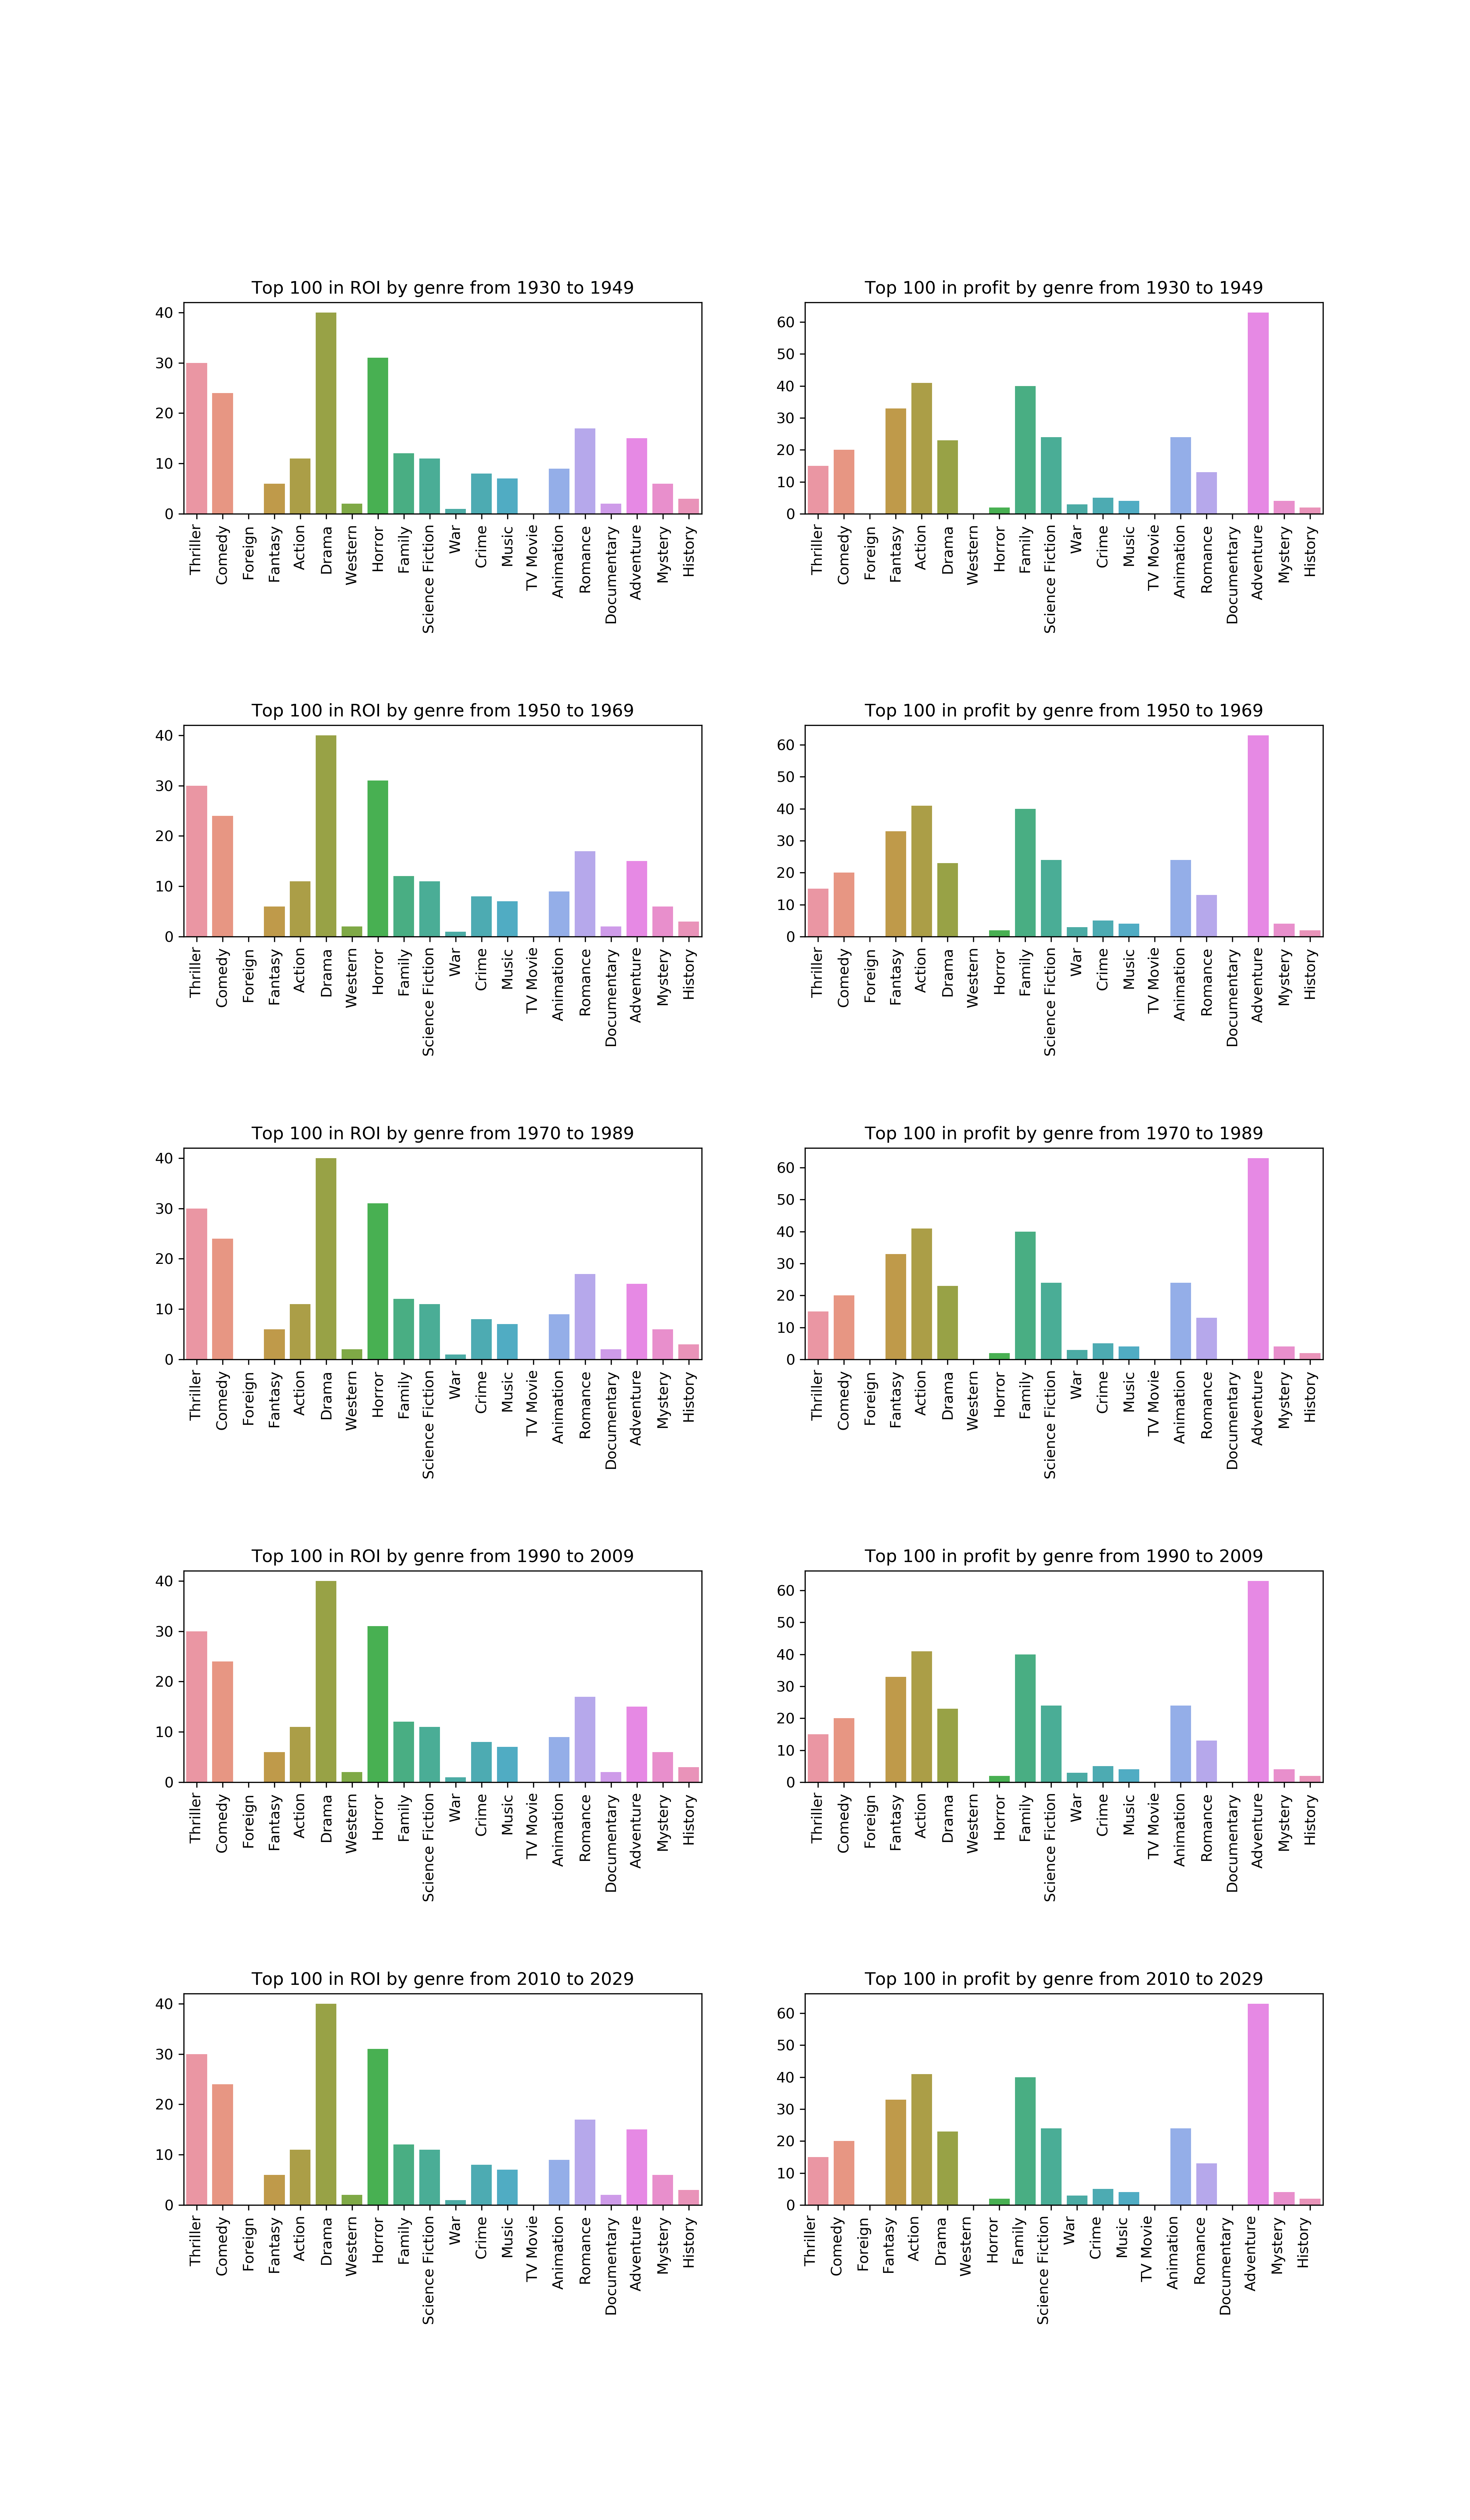 Top 100 in ROI by genre from 1930 to 1949
40
30
20
10
0
Thriller
Comedy
Foreign
Fantasy
Action
Drama
Western
Horror
Family
Science Fiction
War
Crime
Music
TV Movie
Animation
Romance
Documentary
Adventure
Mystery
History
Top 100 in profit by genre from 1930 to 1949
60
50
40
30
20
10
0
Thriller
Comedy
Foreign
Fantasy
Action
Drama
Western
Horror
Family
Science Fiction
War
Crime
Music
TV Movie
Animation
Romance
Documentary
Adventure
Mystery
History
Top 100 in ROI by genre from 1950 to 1969
40
30
20
10
0
Thriller
Comedy
Foreign
Fantasy
Action
Drama
Western
Horror
Family
Science Fiction
War
Crime
Music
TV Movie
Animation
Romance
Documentary
Adventure
Mystery
History
Top 100 in profit by genre from 1950 to 1969
60
50
40
30
20
10
0
Thriller
Comedy
Foreign
Fantasy
Action
Drama
Western
Horror
Family
Science Fiction
War
Crime
Music
TV Movie
Animation
Romance
Documentary
Adventure
Mystery
History
Top 100 in ROI by genre from 1970 to 1989
40
30
20
10
0
Thriller
Comedy
Foreign
Fantasy
Action
Drama
Western
Horror
Family
Science Fiction
War
Crime
Music
TV Movie
Animation
Romance
Documentary
Adventure
Mystery
History
Top 100 in profit by genre from 1970 to 1989
60
50
40
30
20
10
0
Thriller
Comedy
Foreign
Fantasy
Action
Drama
Western
Horror
Family
Science Fiction
War
Crime
Music
TV Movie
Animation
Romance
Documentary
Adventure
Mystery
History
Top 100 in ROI by genre from 1990 to 2009
40
30
20
10
0
Thriller
Comedy
Foreign
Fantasy
Action
Drama
Western
Horror
Family
Science Fiction
War
Crime
Music
TV Movie
Animation
Romance
Documentary
Adventure
Mystery
History
Top 100 in profit by genre from 1990 to 2009
60
50
40
30
20
10
0
Thriller
Comedy
Foreign
Fantasy
Action
Drama
Western
Horror
Family
Science Fiction
War
Crime
Music
TV Movie
Animation
Romance
Documentary
Adventure
Mystery
History
Top 100 in ROI by genre from 2010 to 2029
40
30
20
10
0
Thriller
Comedy
Foreign
Fantasy
Action
Drama
Western
Horror
Family
Science Fiction
War
Crime
Music
TV Movie
Animation
Romance
Documentary
Adventure
Mystery
History
Top 100 in profit by genre from 2010 to 2029
60
50
40
30
20
10
0
Thriller
Comedy
Foreign
Fantasy
Action
Drama
Western
Horror
Family
Science Fiction
War
Crime
Music
TV Movie
Animation
Romance
Documentary
Adventure
Mystery
History